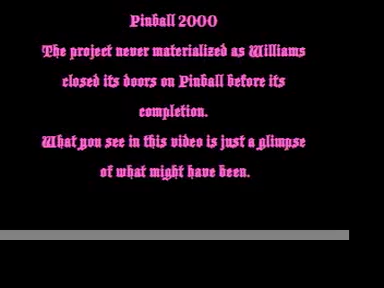 Pinball 2000
The project never materialized as Williams
closed its doors on Pinball before its
completion.
What you see in this video is just a glimpse
of what might have been.